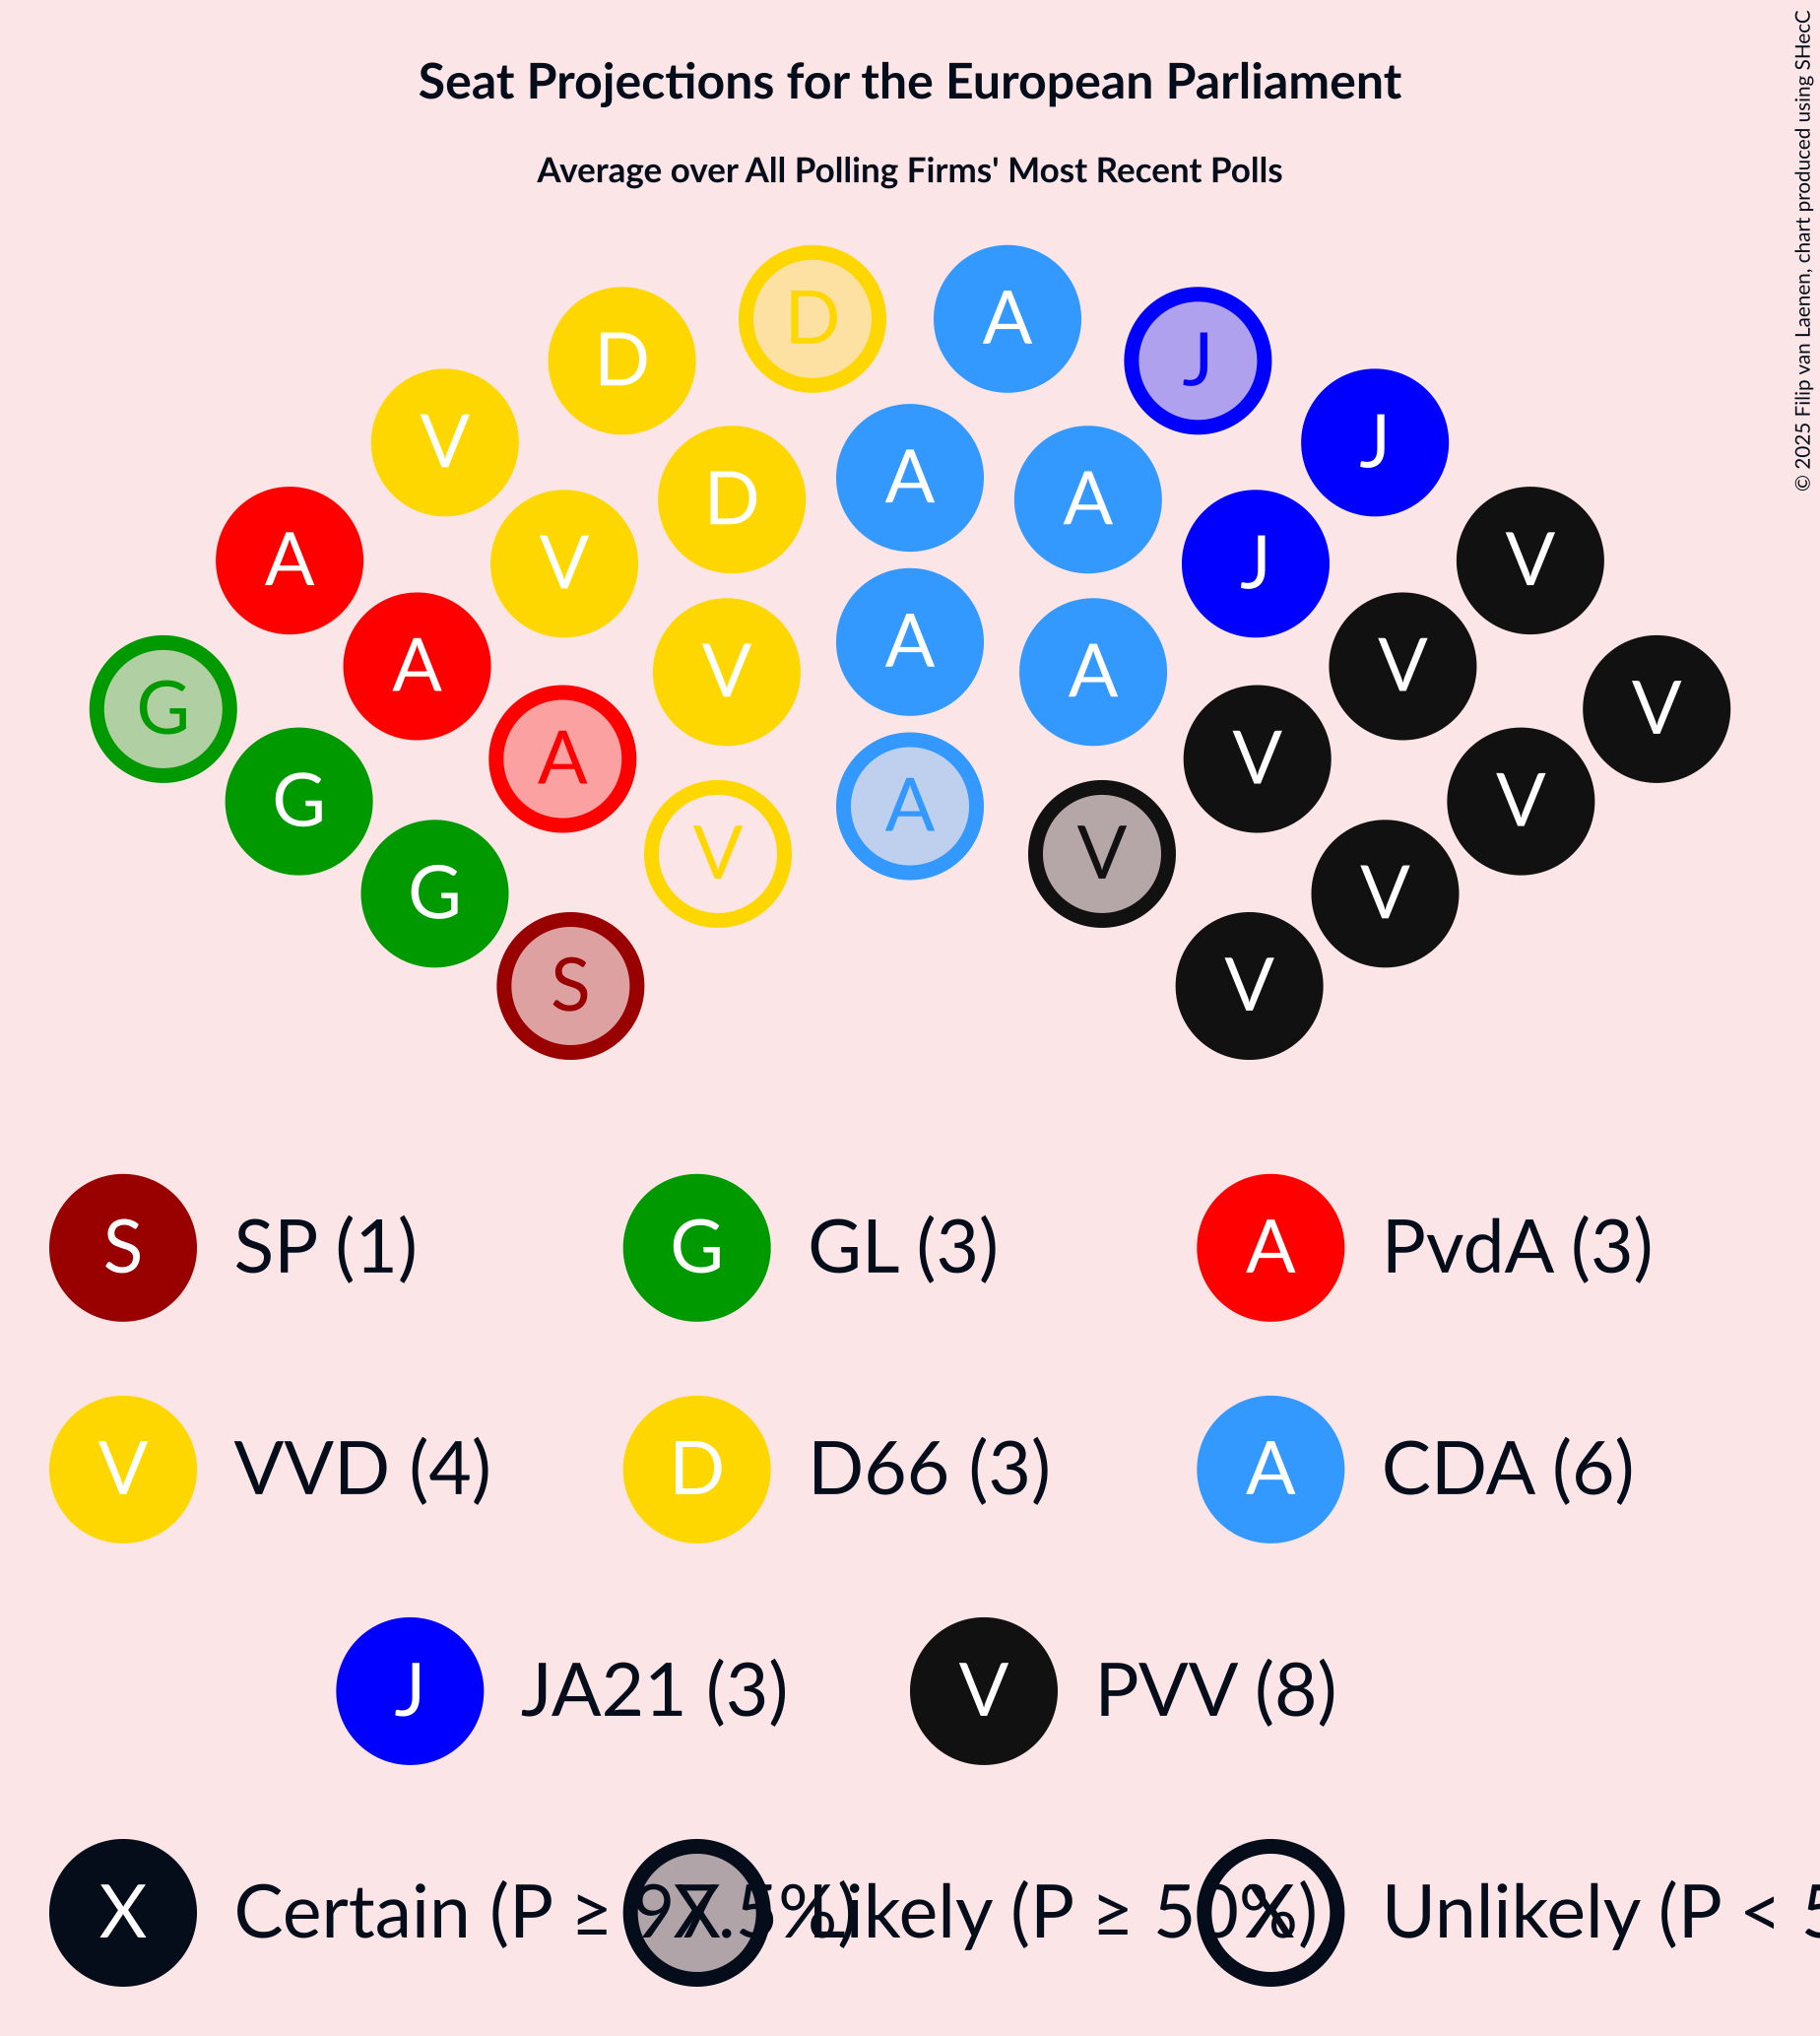 Seat Projections for the European Parliament
Average over All Polling Firms' Most Recent Polls
© 2025 Filip van Laenen, chart produced using SHecC
D A
D J
V J
D A A
A V V J V
A V A A V
G A V V V
G V A V V
G V
S V
S SP (1) G GL (3) A PvdA (3)
V VVD (4) D D66 (3) A CDA (6)
J JA21 (3) V PVV (8)
X Certain (P ≥ 97.5%) X Likely (P ≥ 50%) X Unlikely (P < 5